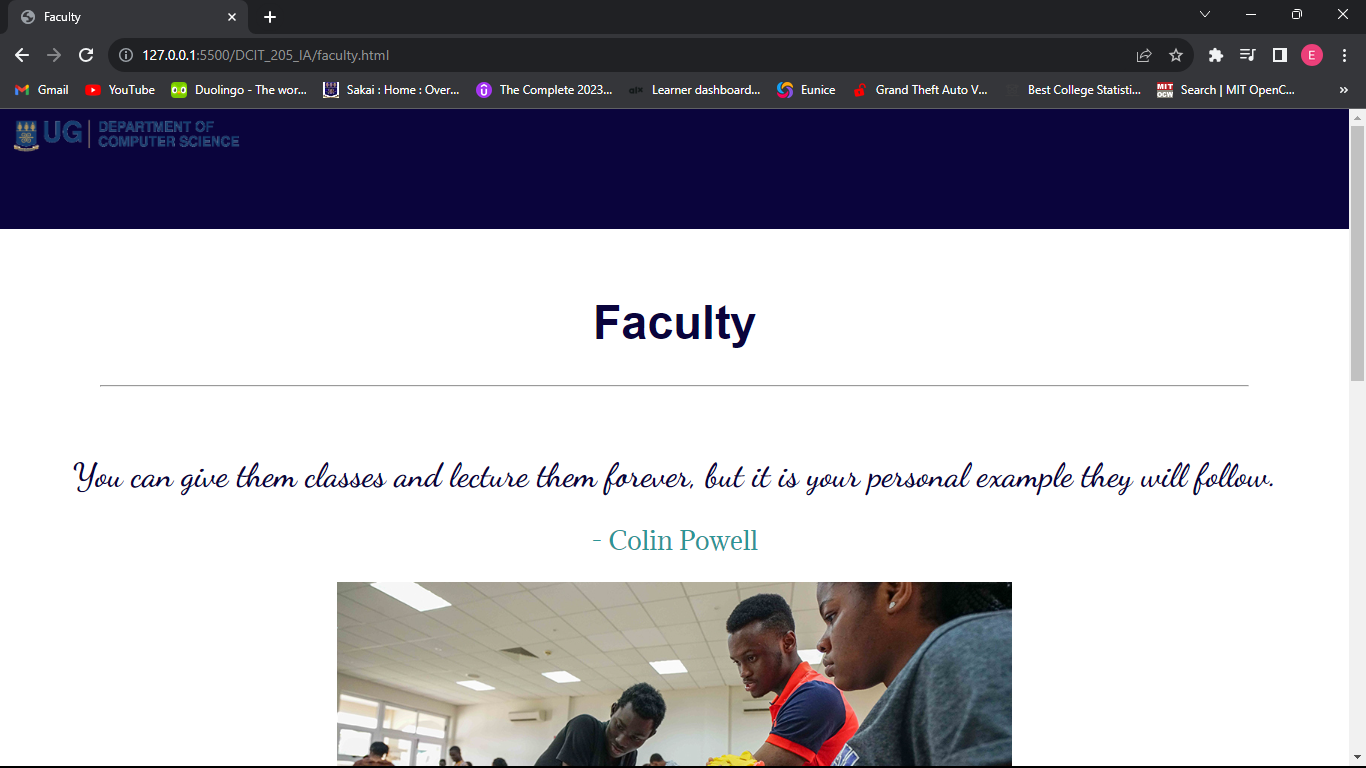 Faculty
127.0.0.1:5500/DCIT_205_IA/faculty.html
E
Gmail
YouTube
Duolingo - The wor...
Sakai : Home : Over...
The Complete 2023...
Learner dashboard...
Eunice
Grand Theft Auto V...
Best College Statisti...
MIT OCW
Search | MIT OpenC...
»
UG
DEPARTMENT OF
COMPUTER SCIENCE
Faculty
You can give them classes and lecture them forever, but it is your personal example they will follow.
- Colin Powell